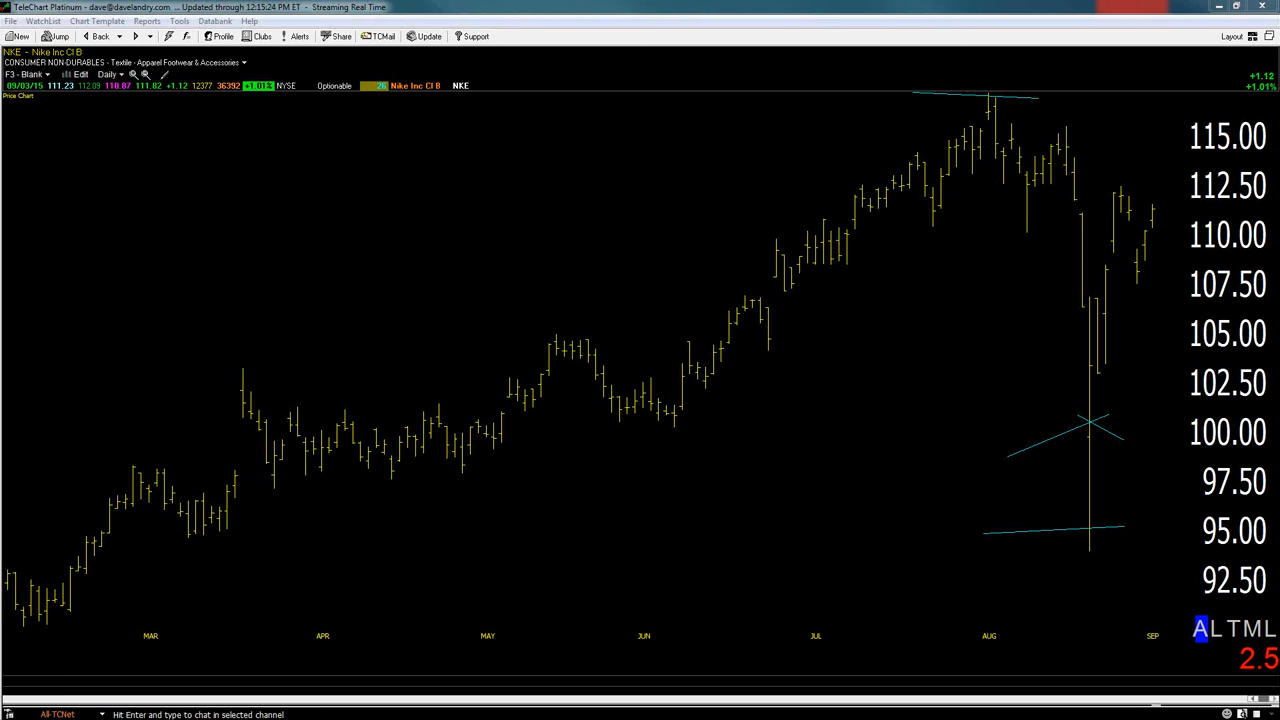 TeleChart Platinum - dave@davelandry.com ... Updated through 12:15:24 PM ET - Streaming Real Time
File WatchList Chart Template Reports Tools Databank Help
New Jump Back Profile Clubs Alerts Share TCMail Update Support Layout
NKE - Nike Inc Cl B
CONSUMER NON-DURABLES - Textile - Apparel Footwear & Accessories
+1.12
F3 - Blank Edit Daily
09/03/15 111.23 112.09 110.87 111.82 +1.12 12377 36392 +1.01% NYSE Optionable 26 Nike Inc Cl B NKE +1.01%
Price Chart
115.00
112.50
110.00
107.50
105.00
102.50
100.00
97.50
95.00
92.50
ALTML
MAR APR MAY JUN JUL AUG SEP
2.5
All-TCNet Hit Enter and type to chat in selected channel